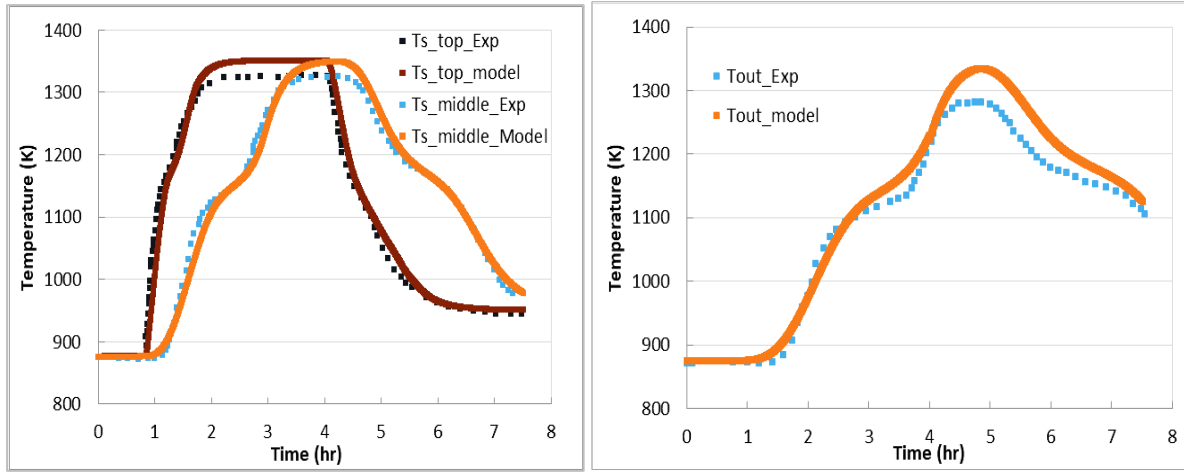 1400
1300
1200
1100
1000
900
800
Temperature (K)
Ts_top_Exp
Ts_top_model
Ts_middle_Exp
Ts_middle_Model
0 1 2 3 4 5 6 7 8
Time (hr)
1400
1300
1200
1100
1000
900
800
Temperature (K)
Tout_Exp
Tout_model
0 1 2 3 4 5 6 7 8
Time (hr)